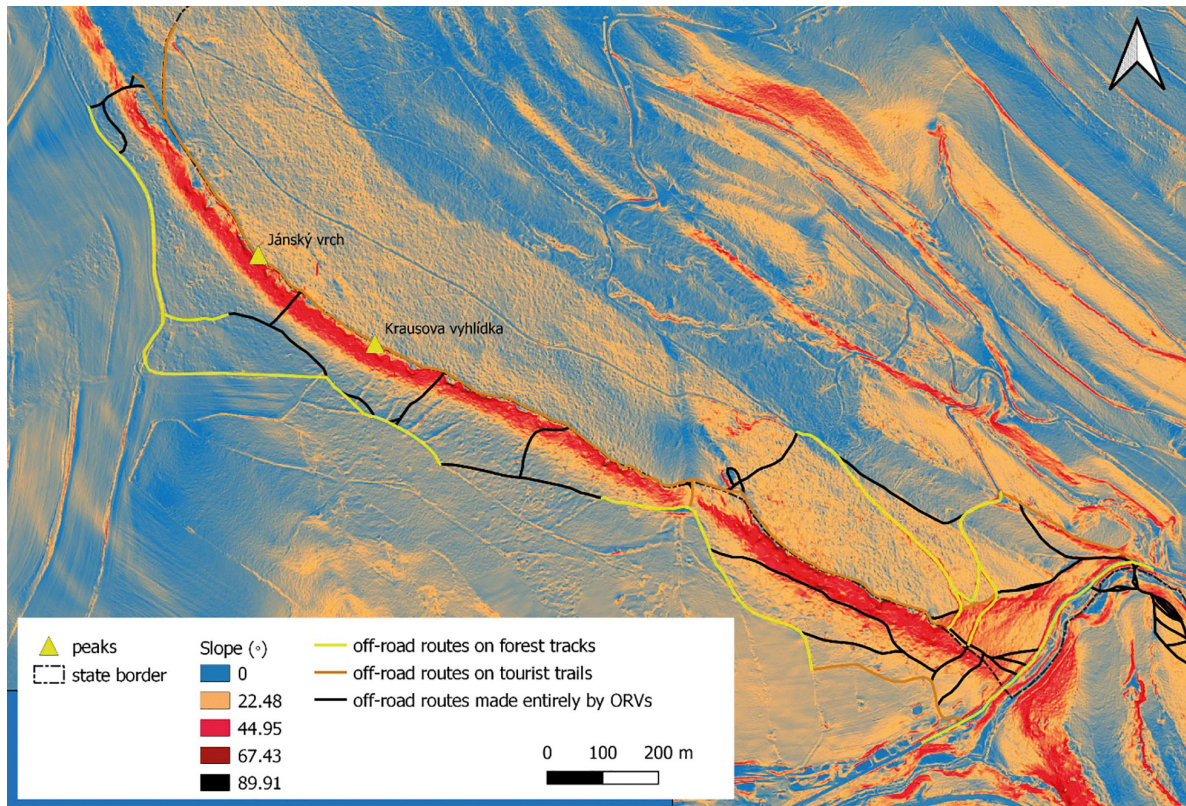 Jánský vrch
Krausova vyhlídka
peaks
state border
Slope (°)
0
22.48
44.95
67.43
89.91
off-road routes on forest tracks
off-road routes on tourist trails
off-road routes made entirely by ORVs
0 100 200 m